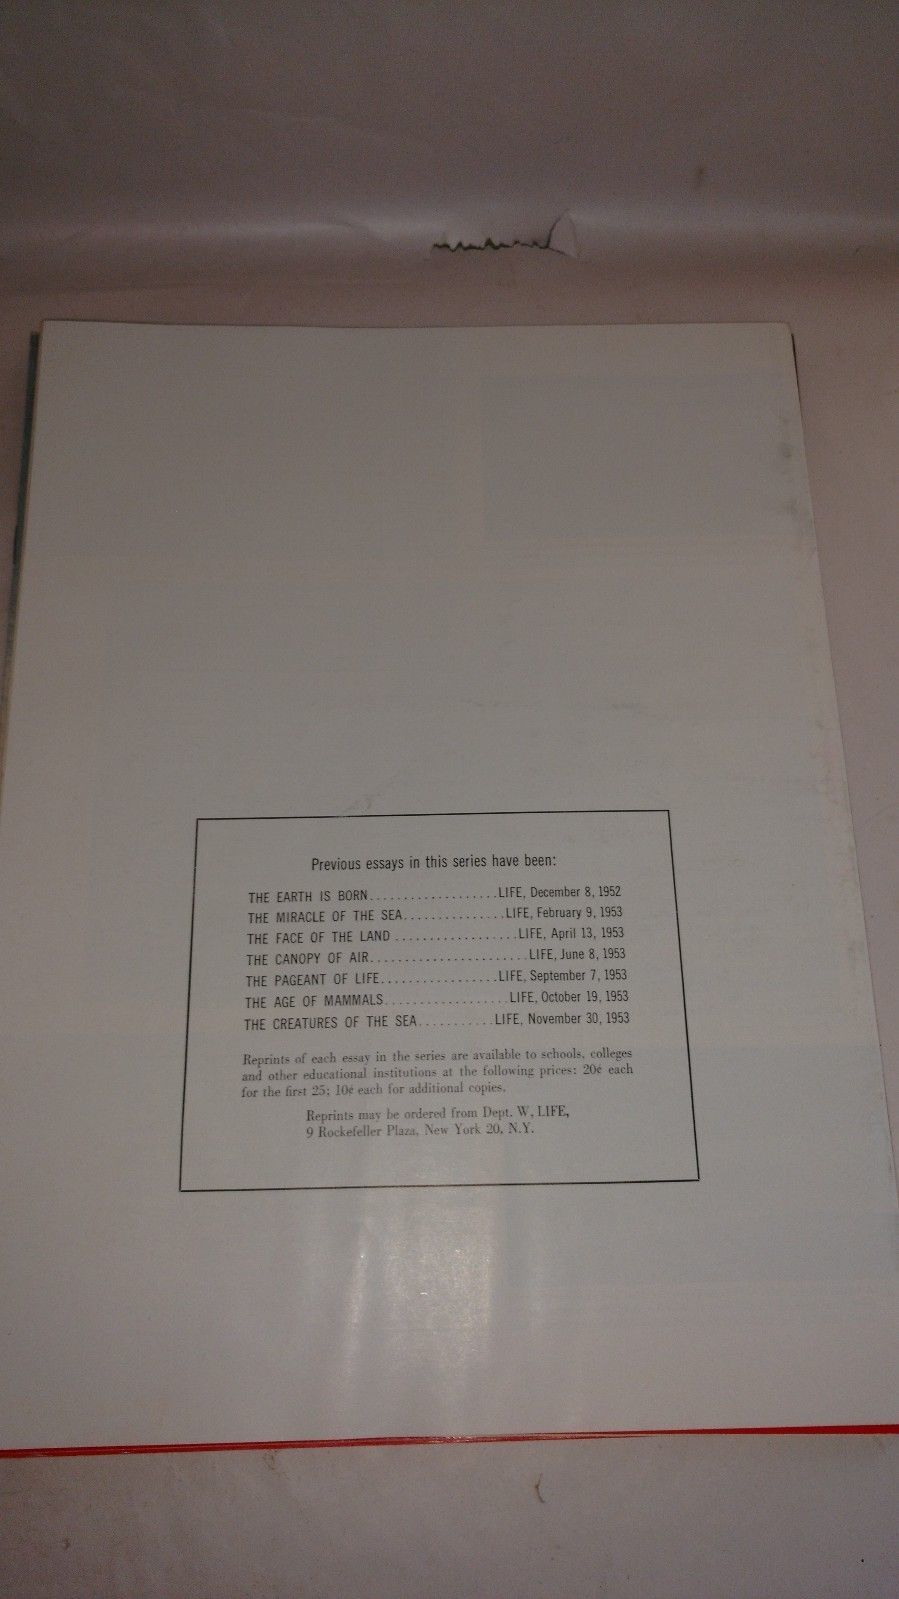 Previous essays in this series have been:
THE EARTH IS BORN...................LIFE, December 8, 1952
THE MIRACLE OF THE SEA...............LIFE, February 9, 1953
THE FACE OF THE LAND ..................LIFE, April 13, 1953
THE CANOPY OF AIR.......................LIFE, June 8, 1953
THE PAGEANT OF LIFE.................LIFE, September 7, 1953
THE AGE OF MAMMALS...................LIFE, October 19, 1953
THE CREATURES OF THE SEA...........LIFE, November 30, 1953
Reprints of each essay in the series are available to schools, colleges
and other educational institutions at the following prices: 20¢ each
for the first 25; 10¢ each for additional copies.
Reprints may be ordered from Dept. W, LIFE,
9 Rockefeller Plaza, New York 20, N.Y.